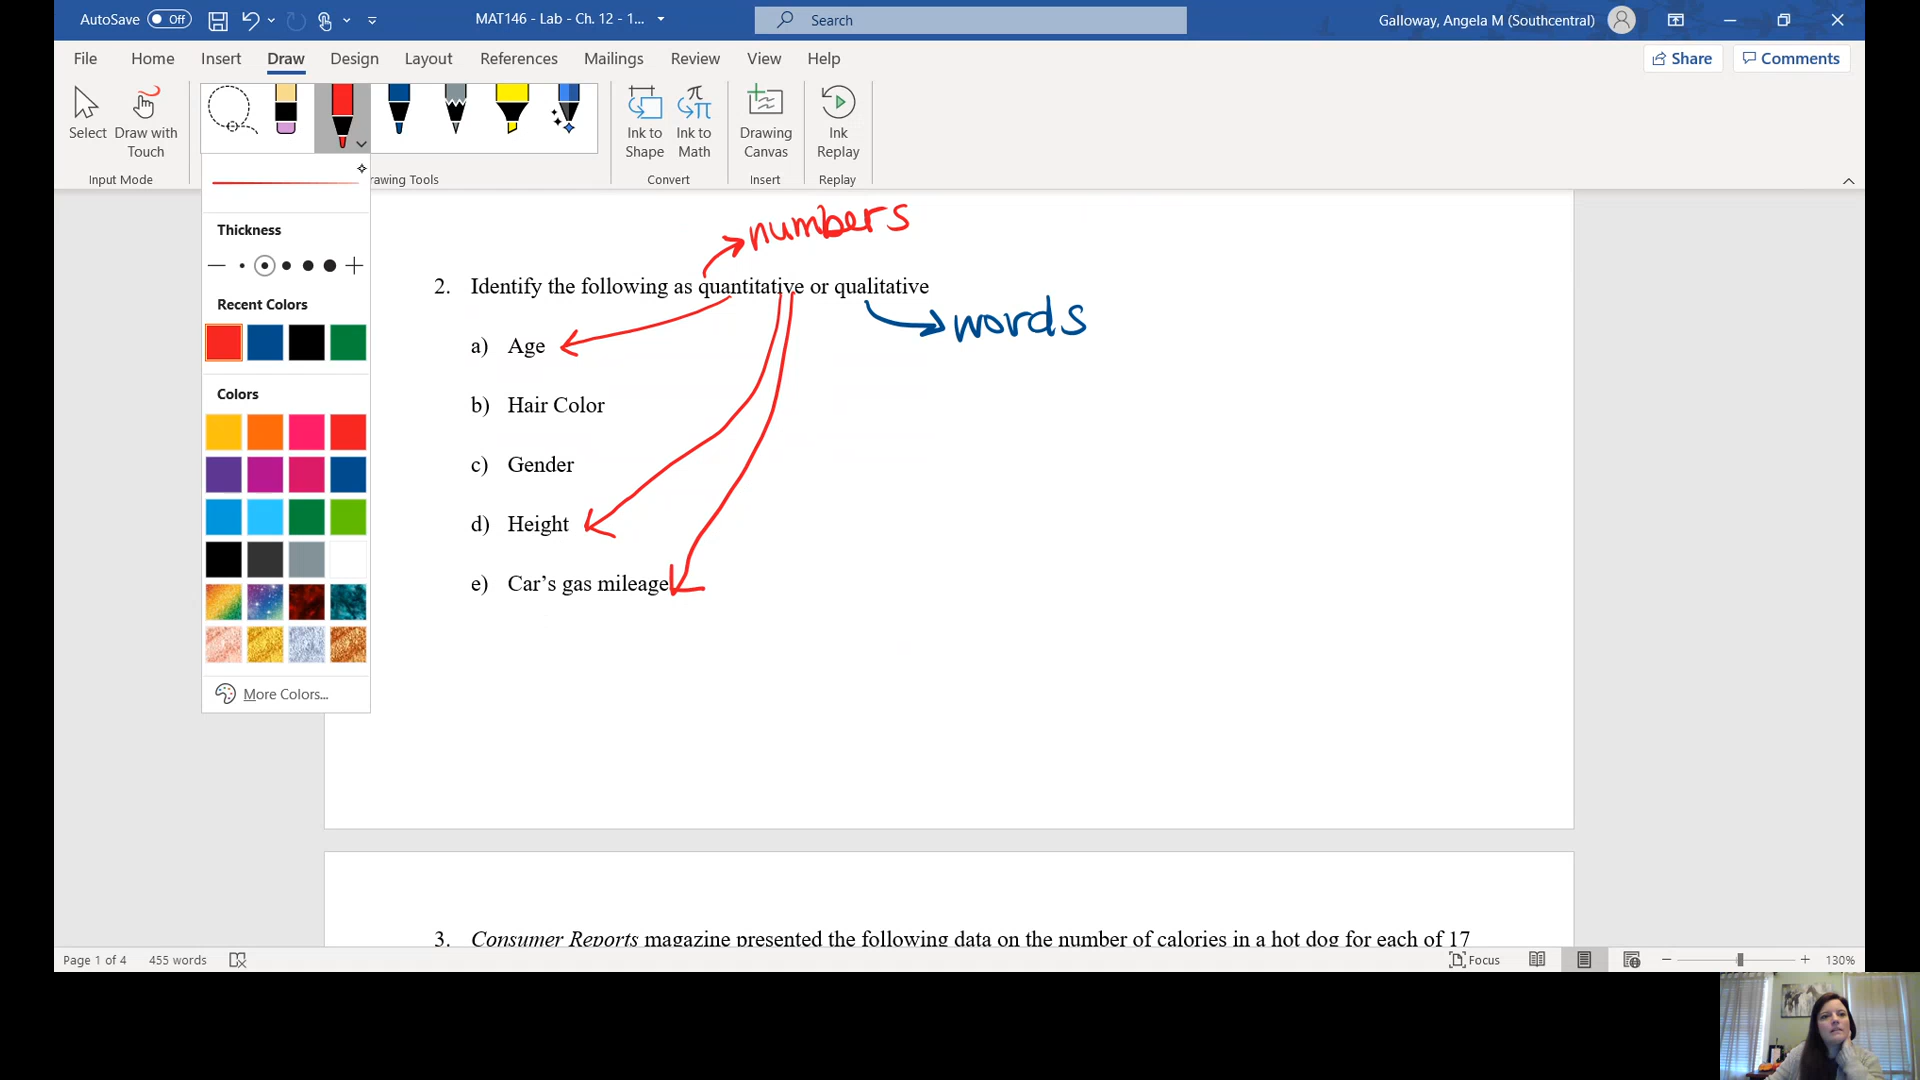 AutoSave Off MAT146 - Lab - Ch. 12 - 1... Search Galloway, Angela M (Southcentral)
File Home Insert Draw Design Layout References Mailings Review View Help Share Comments
Select Draw with Touch Ink to Shape Ink to Math Drawing Canvas Ink Replay
Input Mode rawing Tools Convert Insert Replay
Thickness
Recent Colors
Colors
More Colors...
numbers
2. Identify the following as quantitative or qualitative
words
a) Age
b) Hair Color
c) Gender
d) Height
e) Car’s gas mileage
3. Consumer Reports magazine presented the following data on the number of calories in a hot dog for each of 17
Page 1 of 4 455 words Focus 130%